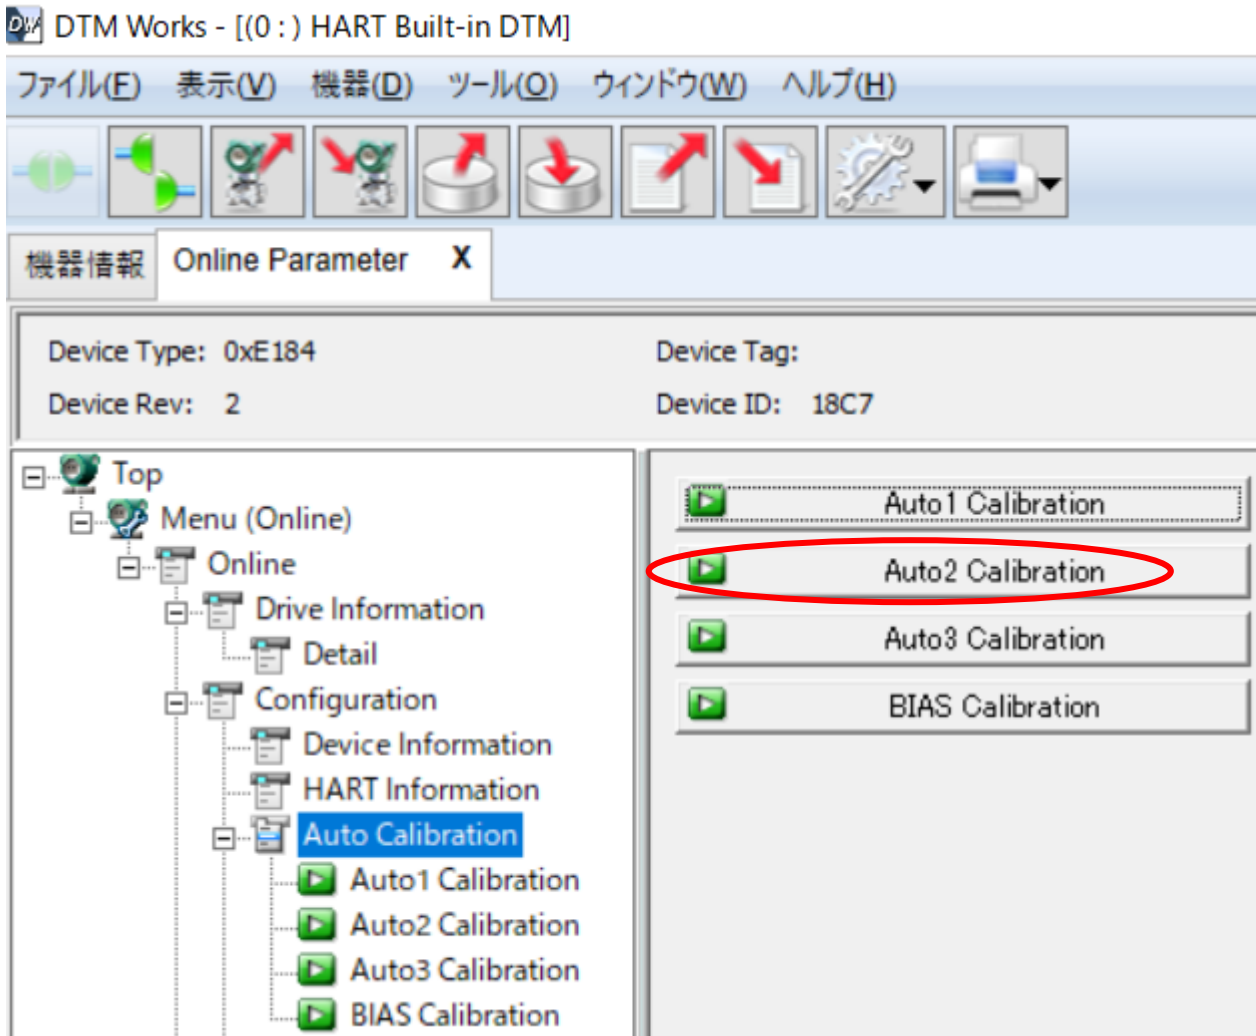 DTM Works - [(0 : ) HART Built-in DTM]
ファイル(F) 表示(V) 機器(D) ツール(O) ウィンドウ(W) ヘルプ(H)
機器情報 Online Parameter X
Device Type: 0xE184 Device Tag:
Device Rev: 2 Device ID: 18C7
Top
Menu (Online)
Online
Drive Information
Detail
Configuration
Device Information
HART Information
Auto Calibration
Auto1 Calibration
Auto2 Calibration
Auto3 Calibration
BIAS Calibration
Auto1 Calibration
Auto2 Calibration
Auto3 Calibration
BIAS Calibration